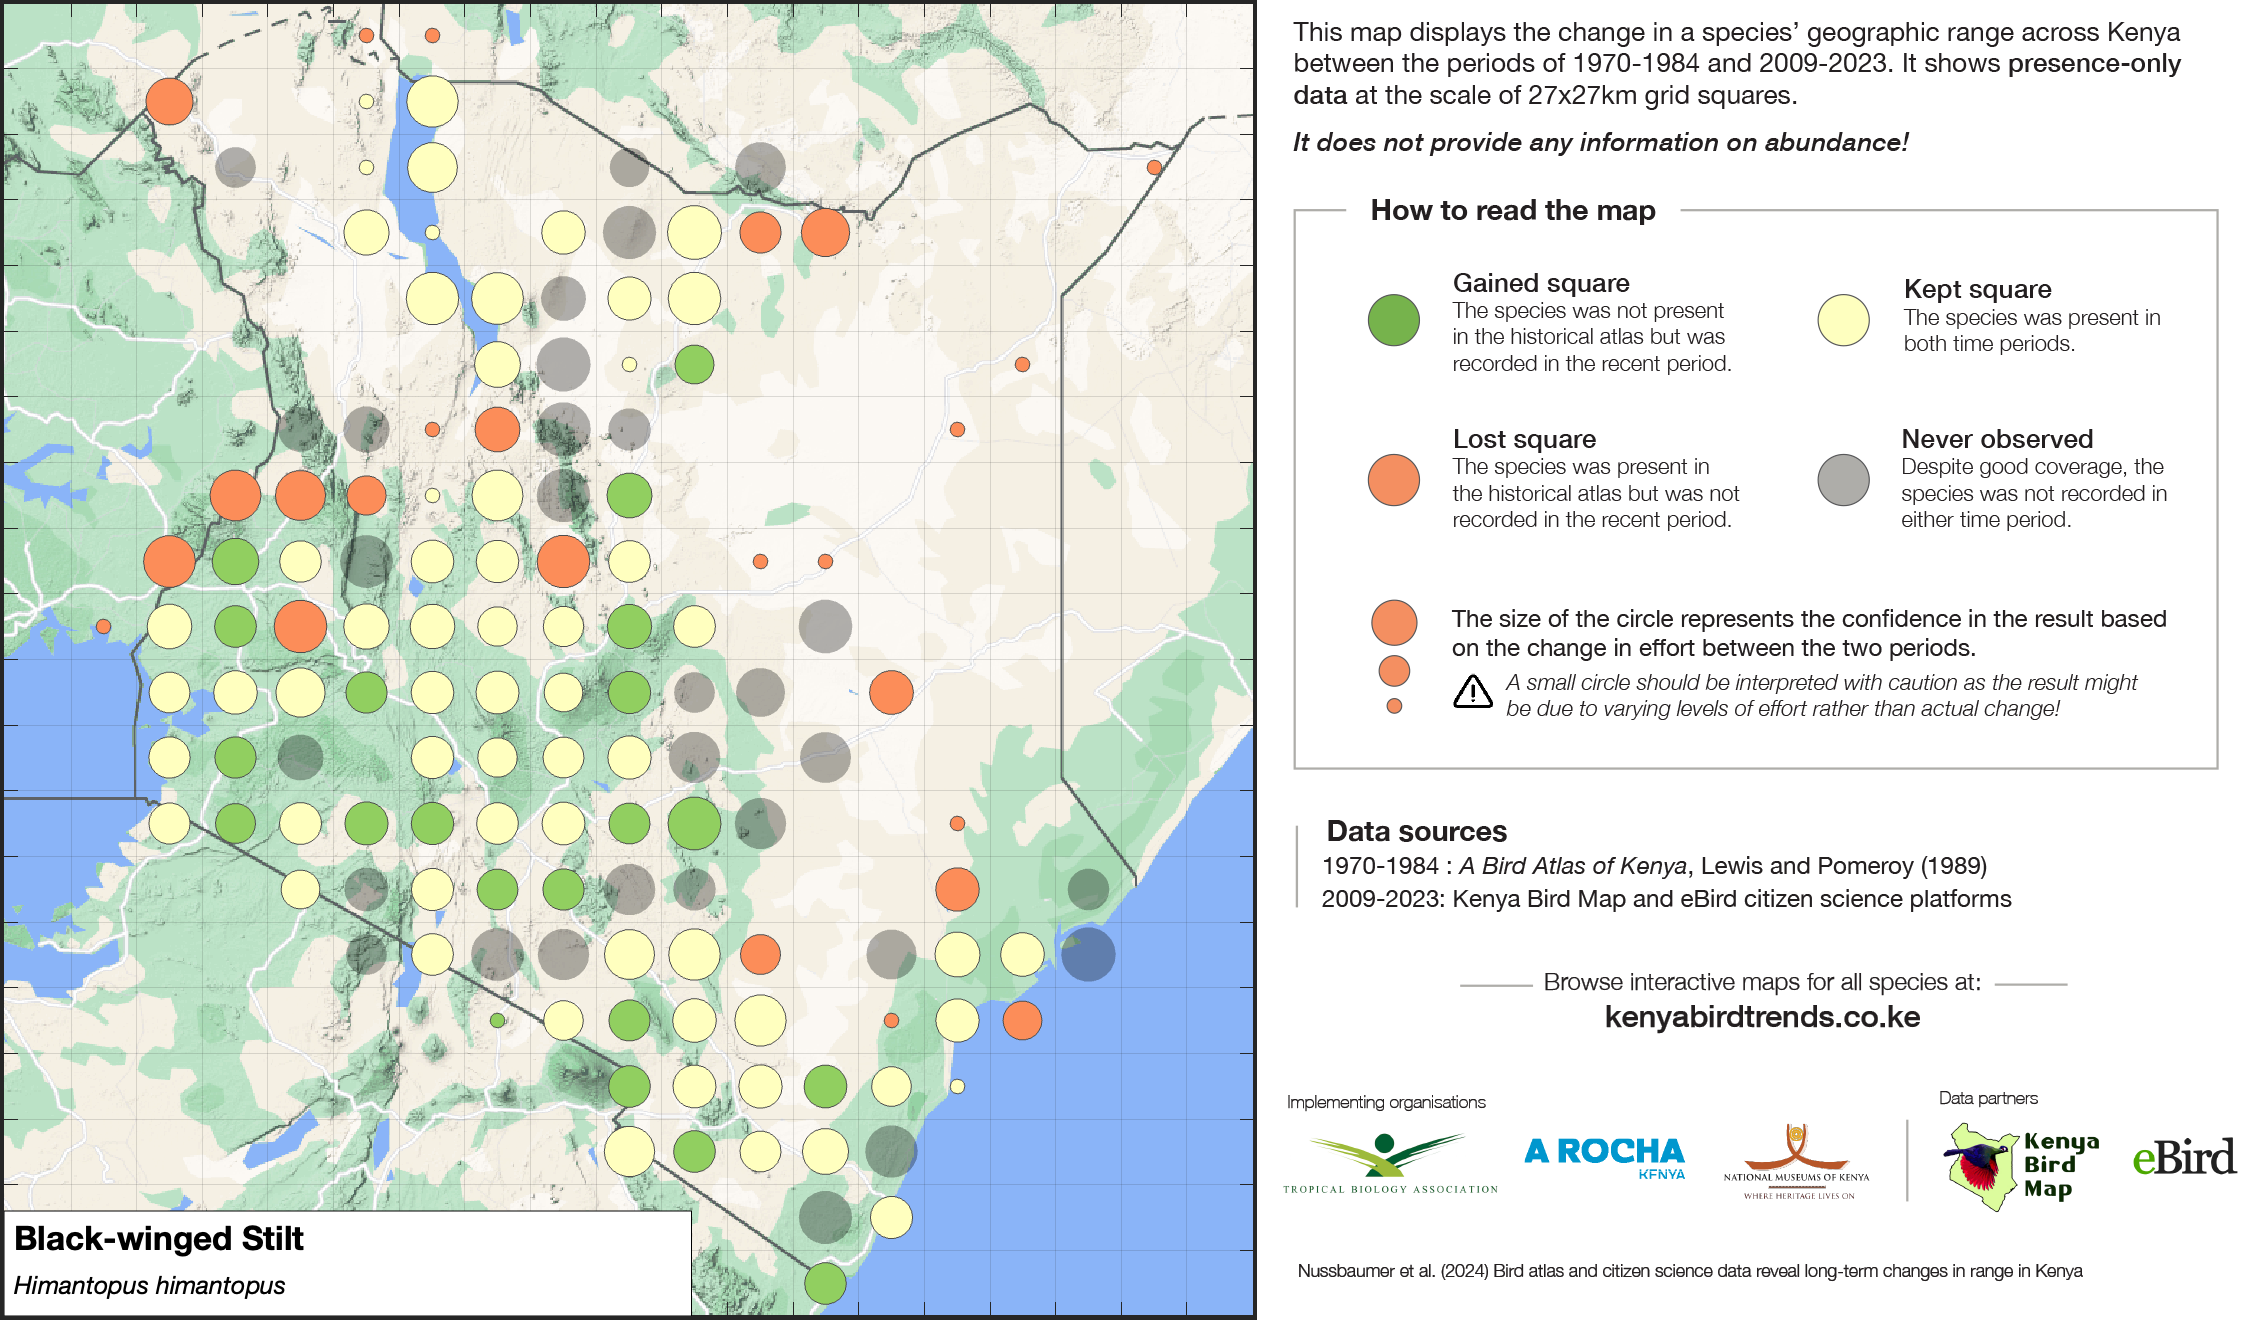 This map displays the change in a species’ geographic range across Kenya
between the periods of 1970-1984 and 2009-2023. It shows presence-only
data at the scale of 27x27km grid squares.
It does not provide any information on abundance!
How to read the map
Gained square
The species was not present
in the historical atlas but was
recorded in the recent period.
Kept square
The species was present in
both time periods.
Lost square
The species was present in
the historical atlas but was not
recorded in the recent period.
Never observed
Despite good coverage, the
species was not recorded in
either time period.
The size of the circle represents the confidence in the result based
on the change in effort between the two periods.
A small circle should be interpreted with caution as the result might
be due to varying levels of effort rather than actual change!
Data sources
1970-1984 : A Bird Atlas of Kenya, Lewis and Pomeroy (1989)
2009-2023: Kenya Bird Map and eBird citizen science platforms
Browse interactive maps for all species at:
kenyabirdtrends.co.ke
Implementing organisations
Data partners
TROPICAL BIOLOGY ASSOCIATION
A ROCHA
KENYA
NATIONAL MUSEUMS OF KENYA
WHERE HERITAGE LIVES ON
Kenya
Bird
Map
eBird
Black-winged Stilt
Himantopus himantopus
Nussbaumer et al. (2024) Bird atlas and citizen science data reveal long-term changes in range in Kenya